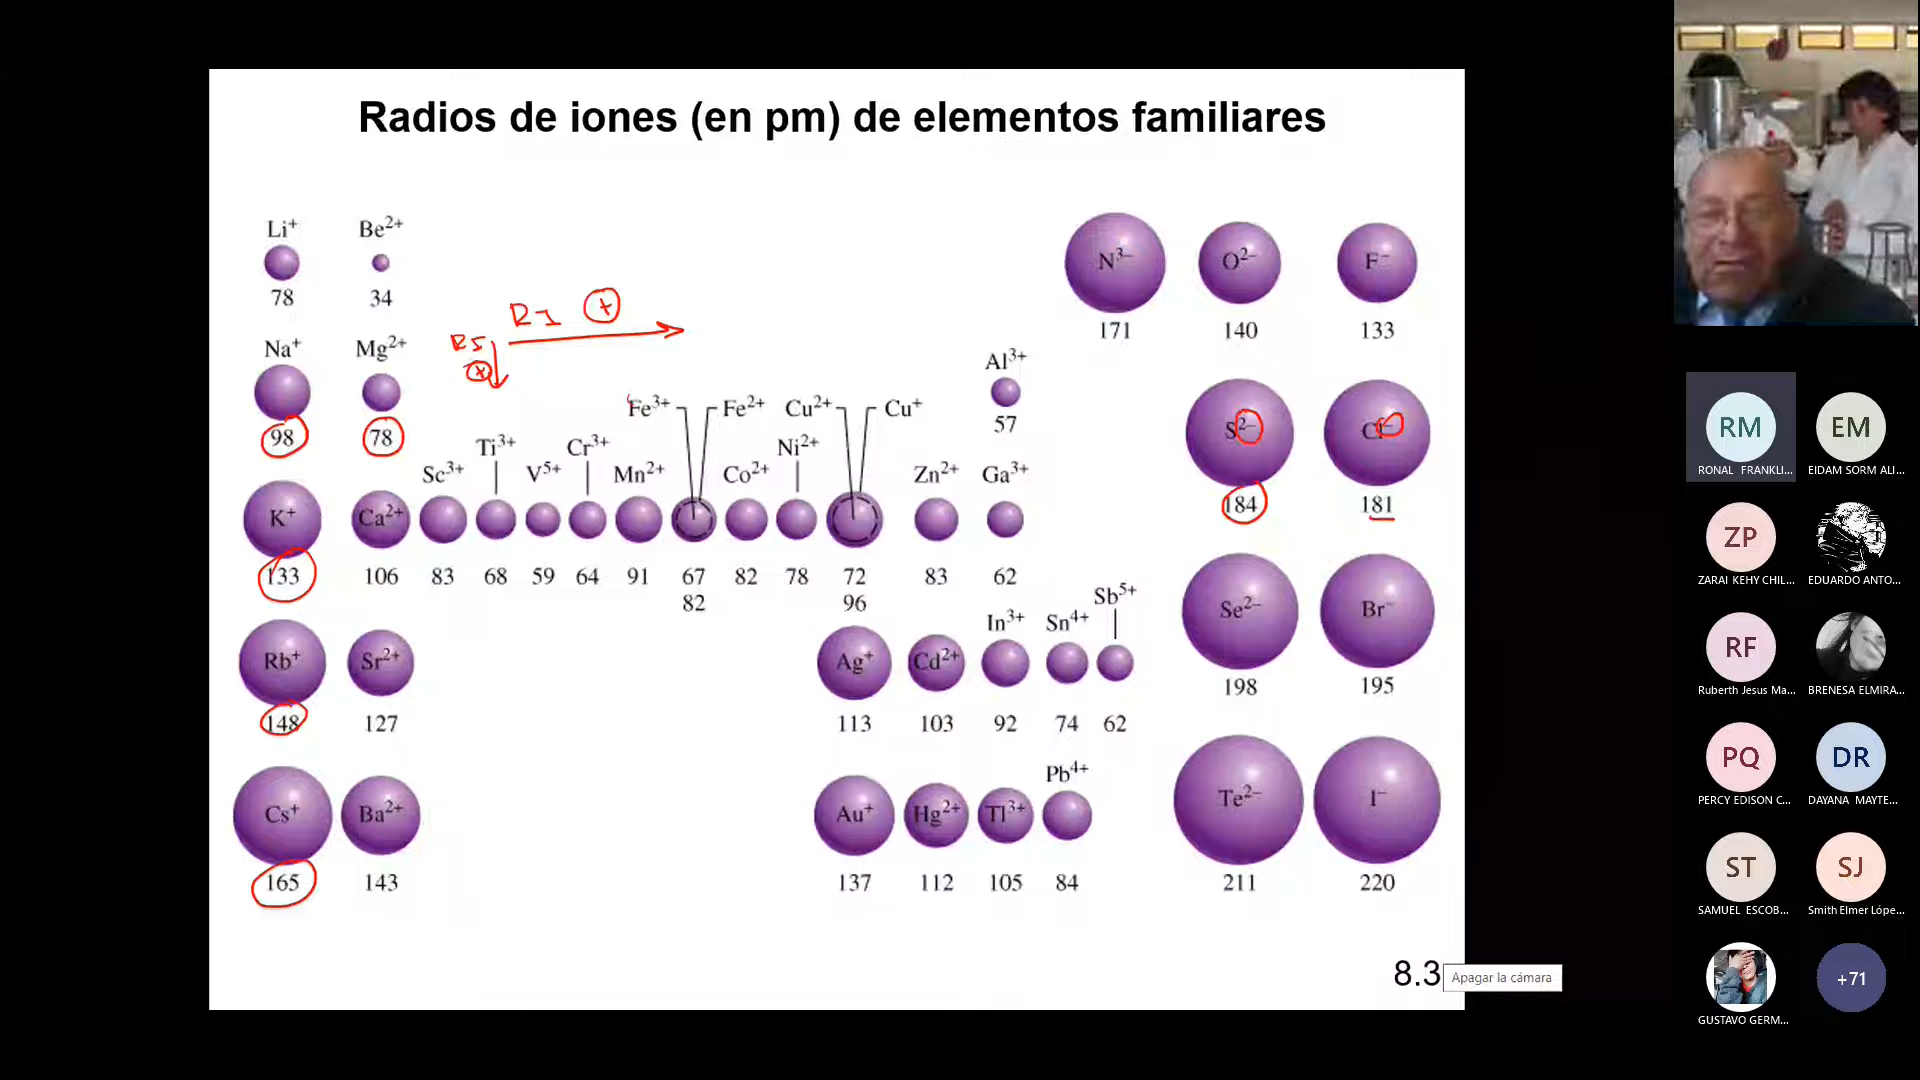 Radios de iones (en pm) de elementos familiares
Li⁺ Be²⁺
N³⁻ O²⁻ F⁻
78 34
171 140 133
RI (+)
RS (+)
Na⁺ Mg²⁺
Al³⁺
98 78
57
Fe³⁺ Fe²⁺ Cu²⁺ Cu⁺
S²⁻ Cl⁻
Sc³⁺ Ti³⁺ V⁵⁺ Cr³⁺ Mn²⁺ Co²⁺ Ni²⁺ Zn²⁺ Ga³⁺
184 181
K⁺ Ca²⁺
133 106 83 68 59 64 91 67 82 78 72 83 62
82 96
In³⁺ Sn⁴⁺ Sb⁵⁺
Se²⁻ Br⁻
Rb⁺ Sr²⁺ Ag⁺ Cd²⁺
198 195
148 127 113 103 92 74 62
Pb⁴⁺
Cs⁺ Ba²⁺ Au⁺ Hg²⁺ Tl³⁺
Te²⁻ I⁻
165 143 137 112 105 84 211 220
8.3
Apagar la cámara
RM EM
RONAL FRANKLI... EIDAM SORM ALI...
ZP
ZARAI KEHY CHIL... EDUARDO ANTO...
RF
Ruberth Jesus Ma... BRENESA ELMIRA...
PQ DR
PERCY EDISON C... DAYANA MAYTE...
ST SJ
SAMUEL ESCOB... Smith Elmer Lópe...
+71
GUSTAVO GERM...